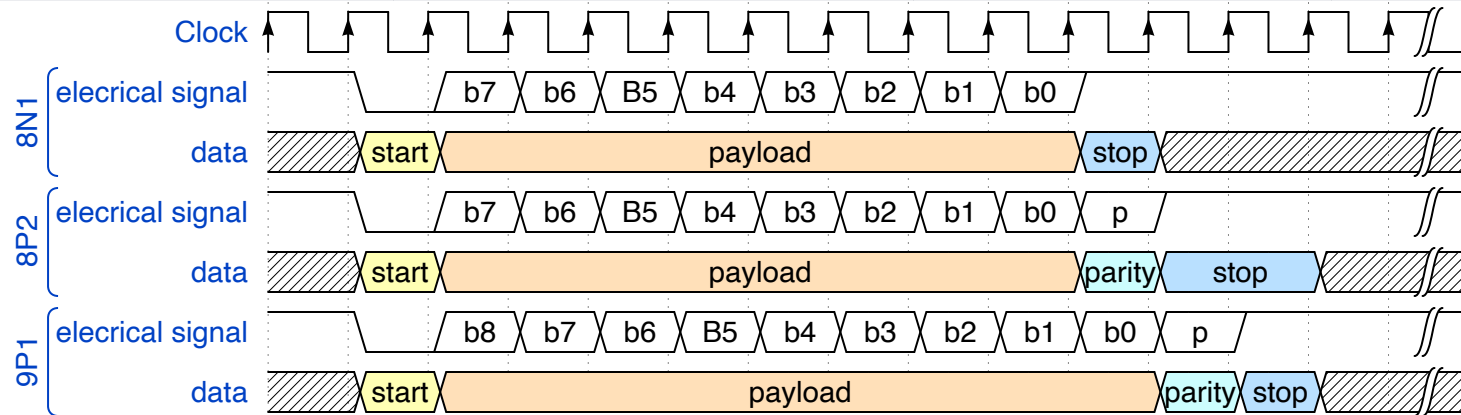 Clock
8N1
elecrical signal b7 b6 B5 b4 b3 b2 b1 b0
data start payload stop
8P2
elecrical signal b7 b6 B5 b4 b3 b2 b1 b0 p
data start payload parity stop
9P1
elecrical signal b8 b7 b6 B5 b4 b3 b2 b1 b0 p
data start payload parity stop